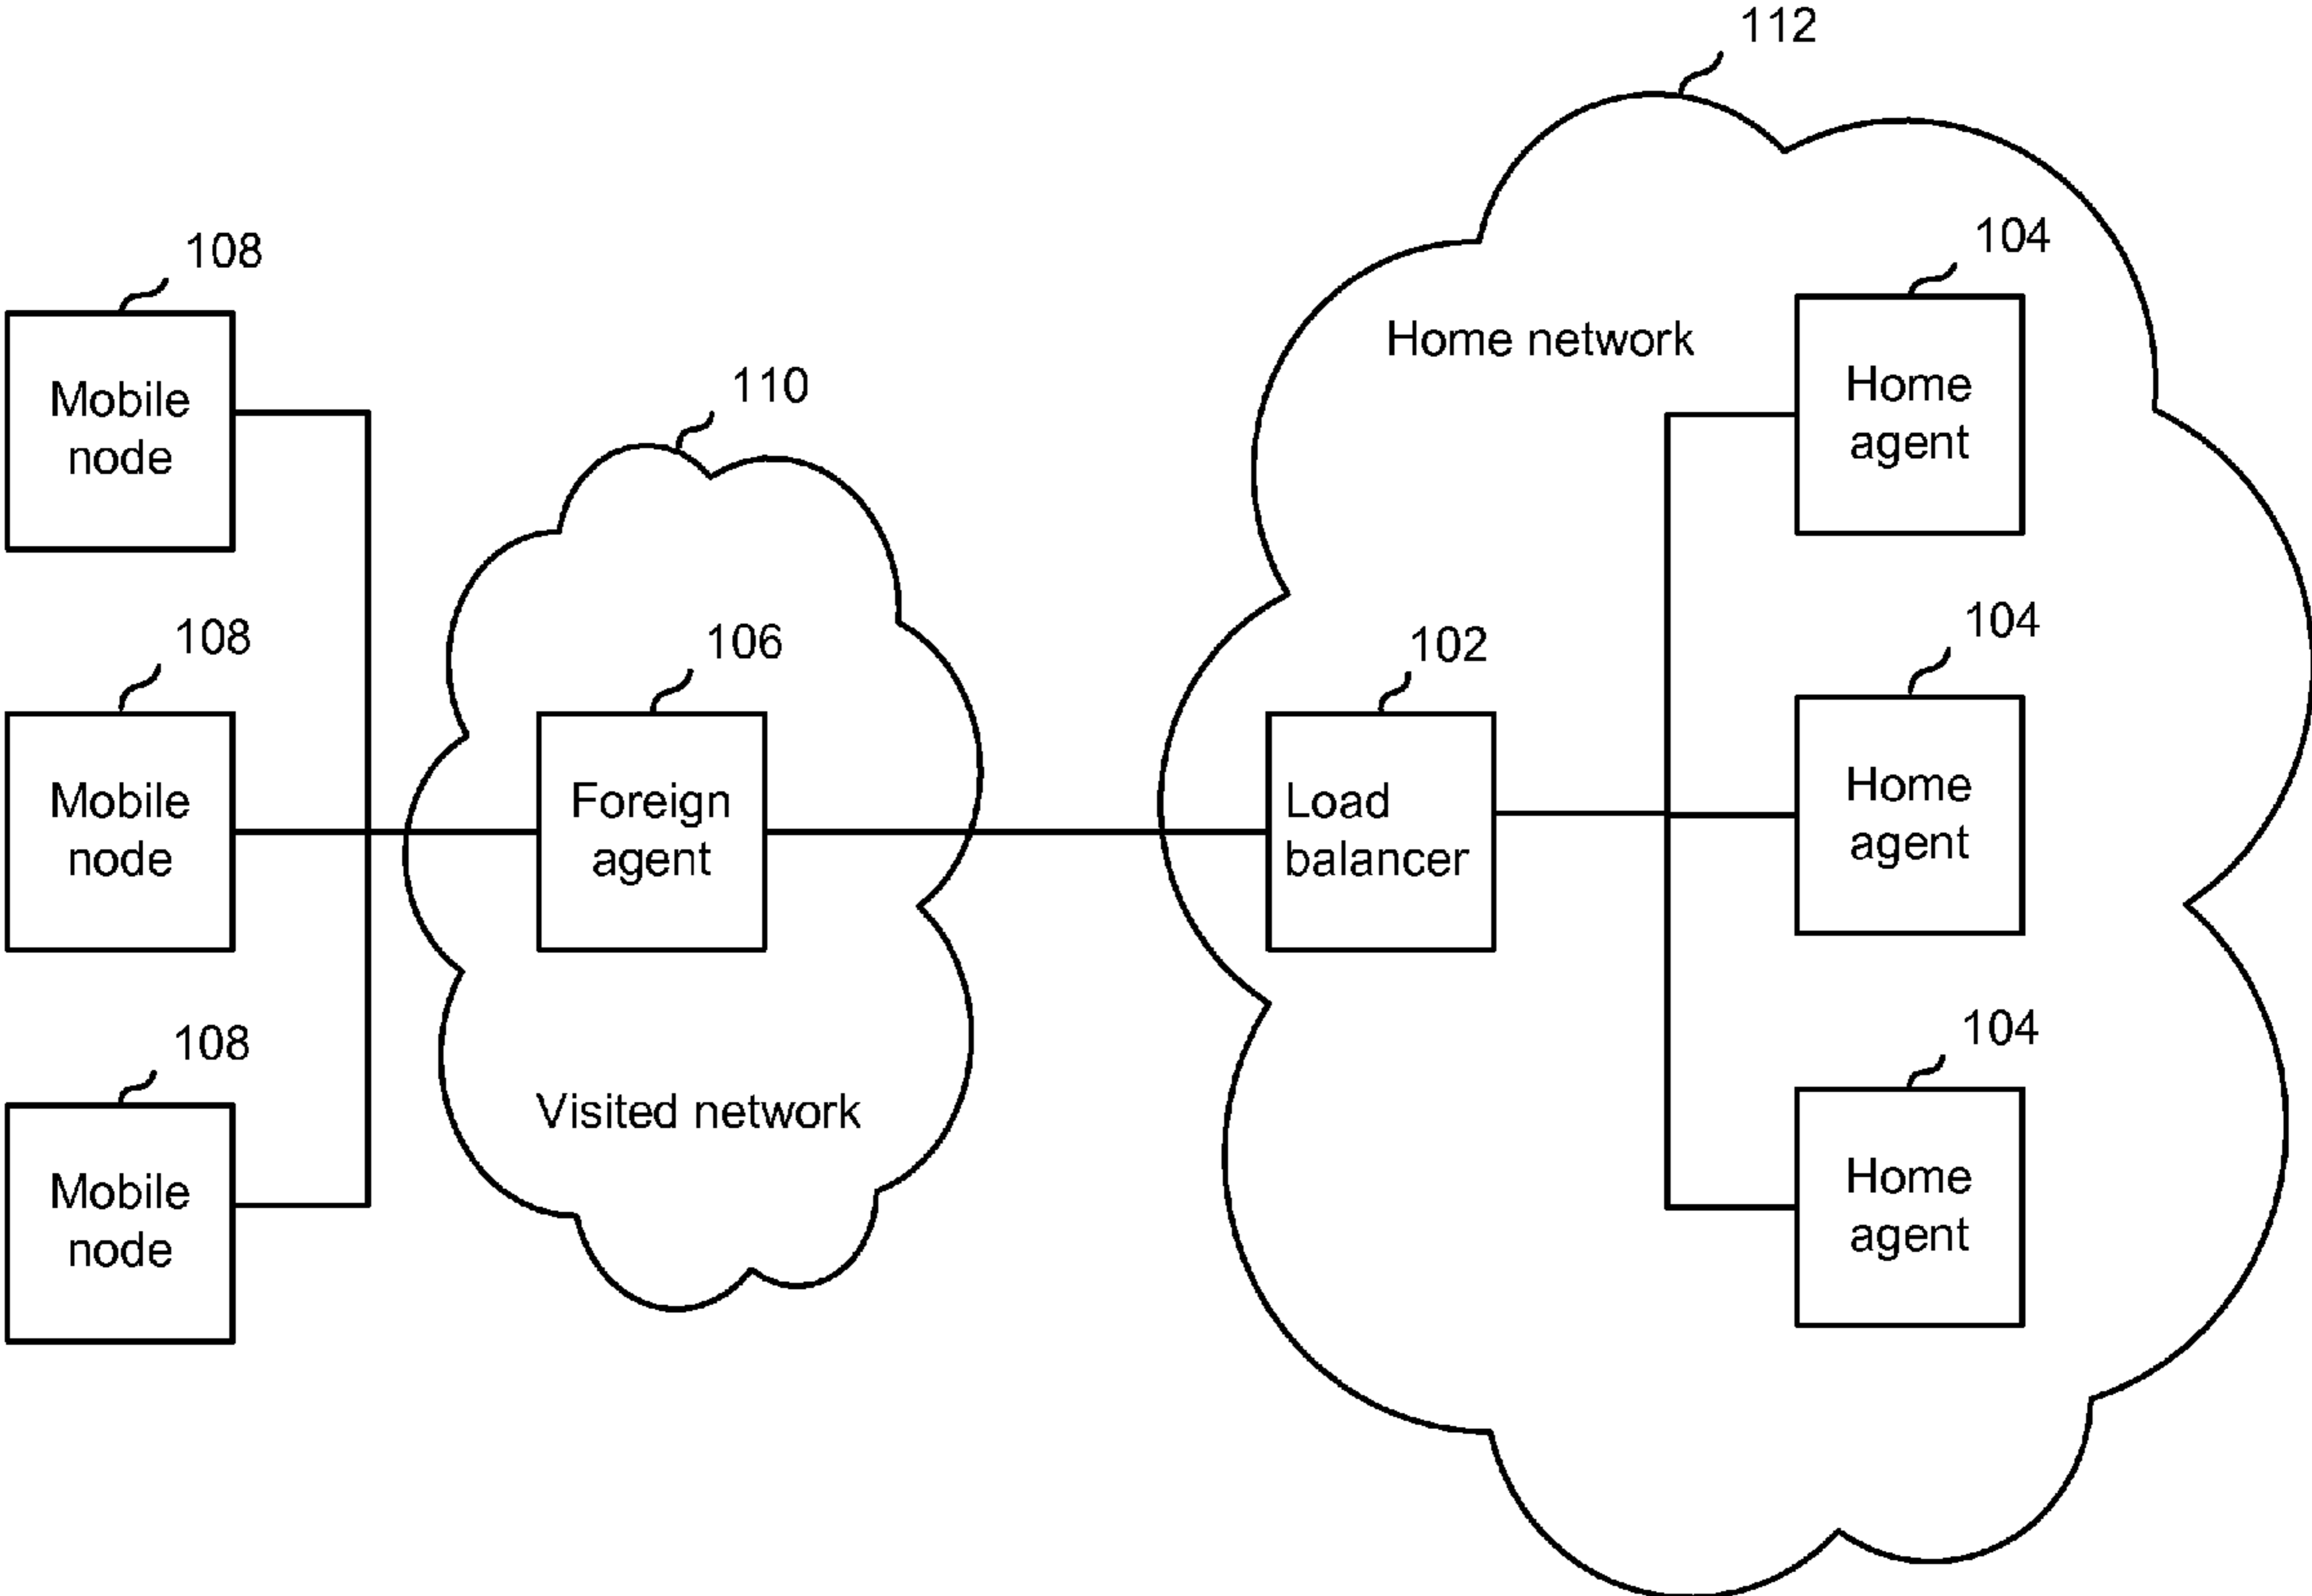 112
108
104
Home network
Mobile
node
110
Home
agent
108
106
102
104
Mobile
node
Foreign
agent
Load
balancer
Home
agent
108
104
Visited network
Mobile
node
Home
agent